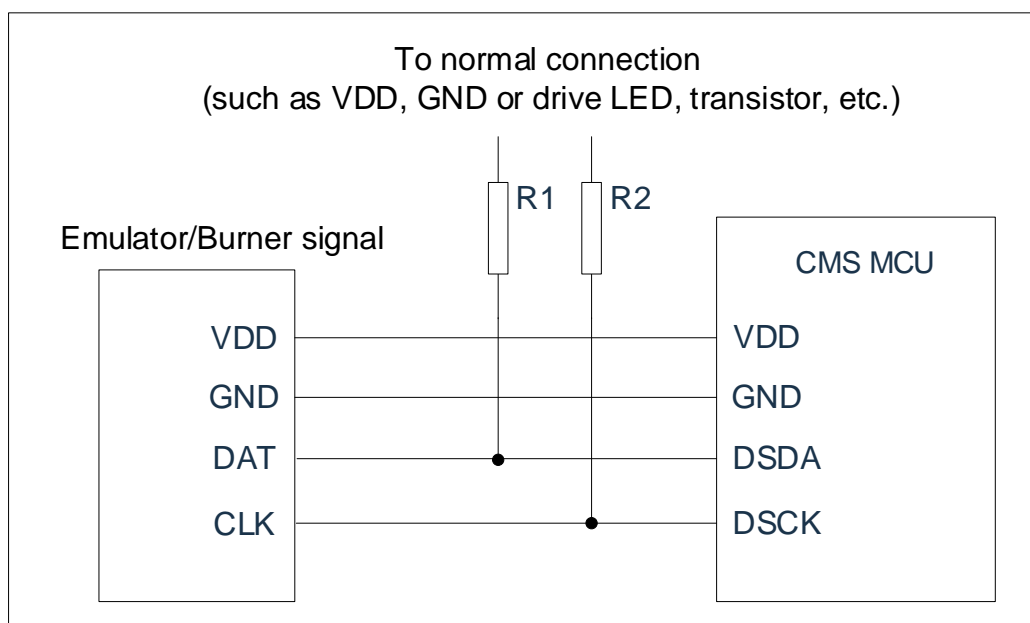 To normal connection
(such as VDD, GND or drive LED, transistor, etc.)
R1
R2
Emulator/Burner signal
CMS MCU
VDD
VDD
GND
GND
DAT
DSDA
CLK
DSCK